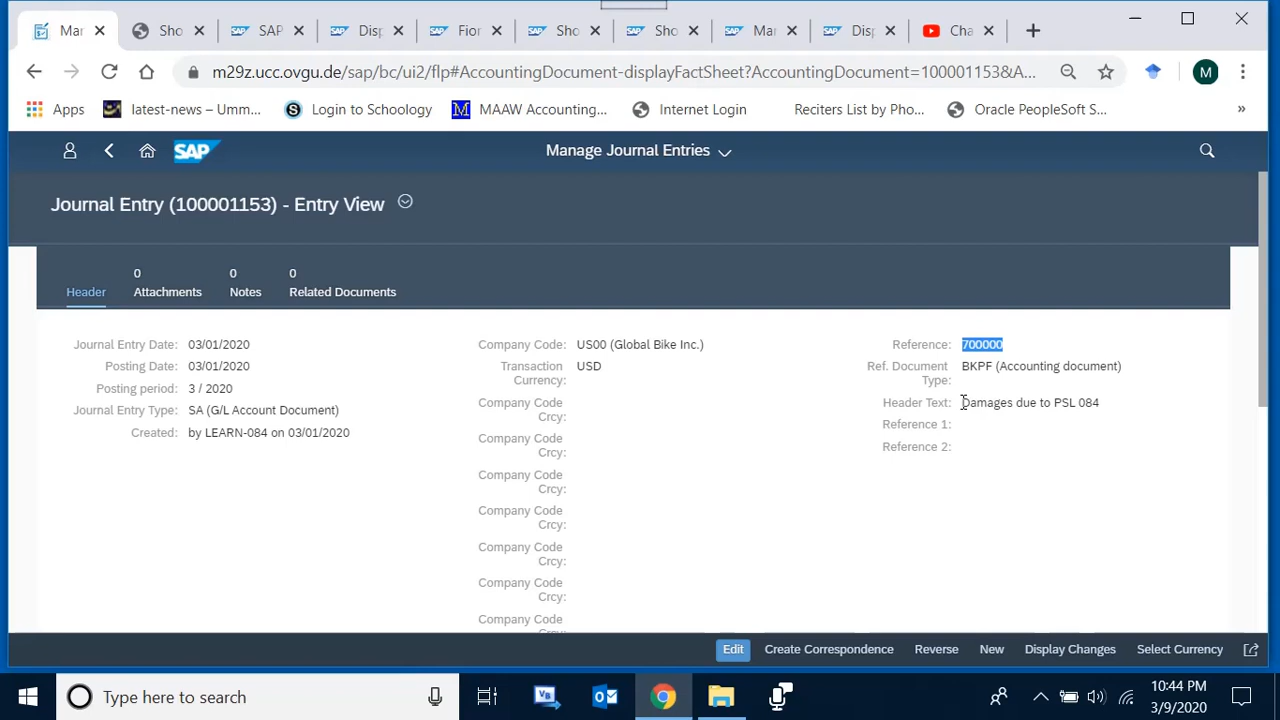 Mar
Sho
SAP
Disp
Fior
Sho
Sho
Mar
Disp
Cha
m29z.ucc.ovgu.de/sap/bc/ui2/flp#AccountingDocument-displayFactSheet?AccountingDocument=100001153&A...
M
Apps
latest-news – Umm...
S Login to Schoology
M MAAW Accounting...
Internet Login
Reciters List by Pho...
Oracle PeopleSoft S...
»
SAP
Manage Journal Entries
Journal Entry (100001153) - Entry View
Header
0
Attachments
0
Notes
0
Related Documents
Journal Entry Date: 03/01/2020
Posting Date: 03/01/2020
Posting period: 3 / 2020
Journal Entry Type: SA (G/L Account Document)
Created: by LEARN-084 on 03/01/2020
Company Code: US00 (Global Bike Inc.)
Transaction USD
Currency:
Company Code
Crcy:
Company Code
Crcy:
Company Code
Crcy:
Company Code
Crcy:
Company Code
Crcy:
Company Code
Crcy:
Company Code
Crcy:
Reference: 700000
Ref. Document BKPF (Accounting document)
Type:
Header Text: Damages due to PSL 084
Reference 1:
Reference 2:
Edit
Create Correspondence
Reverse
New
Display Changes
Select Currency
Type here to search
VB
10:44 PM
3/9/2020